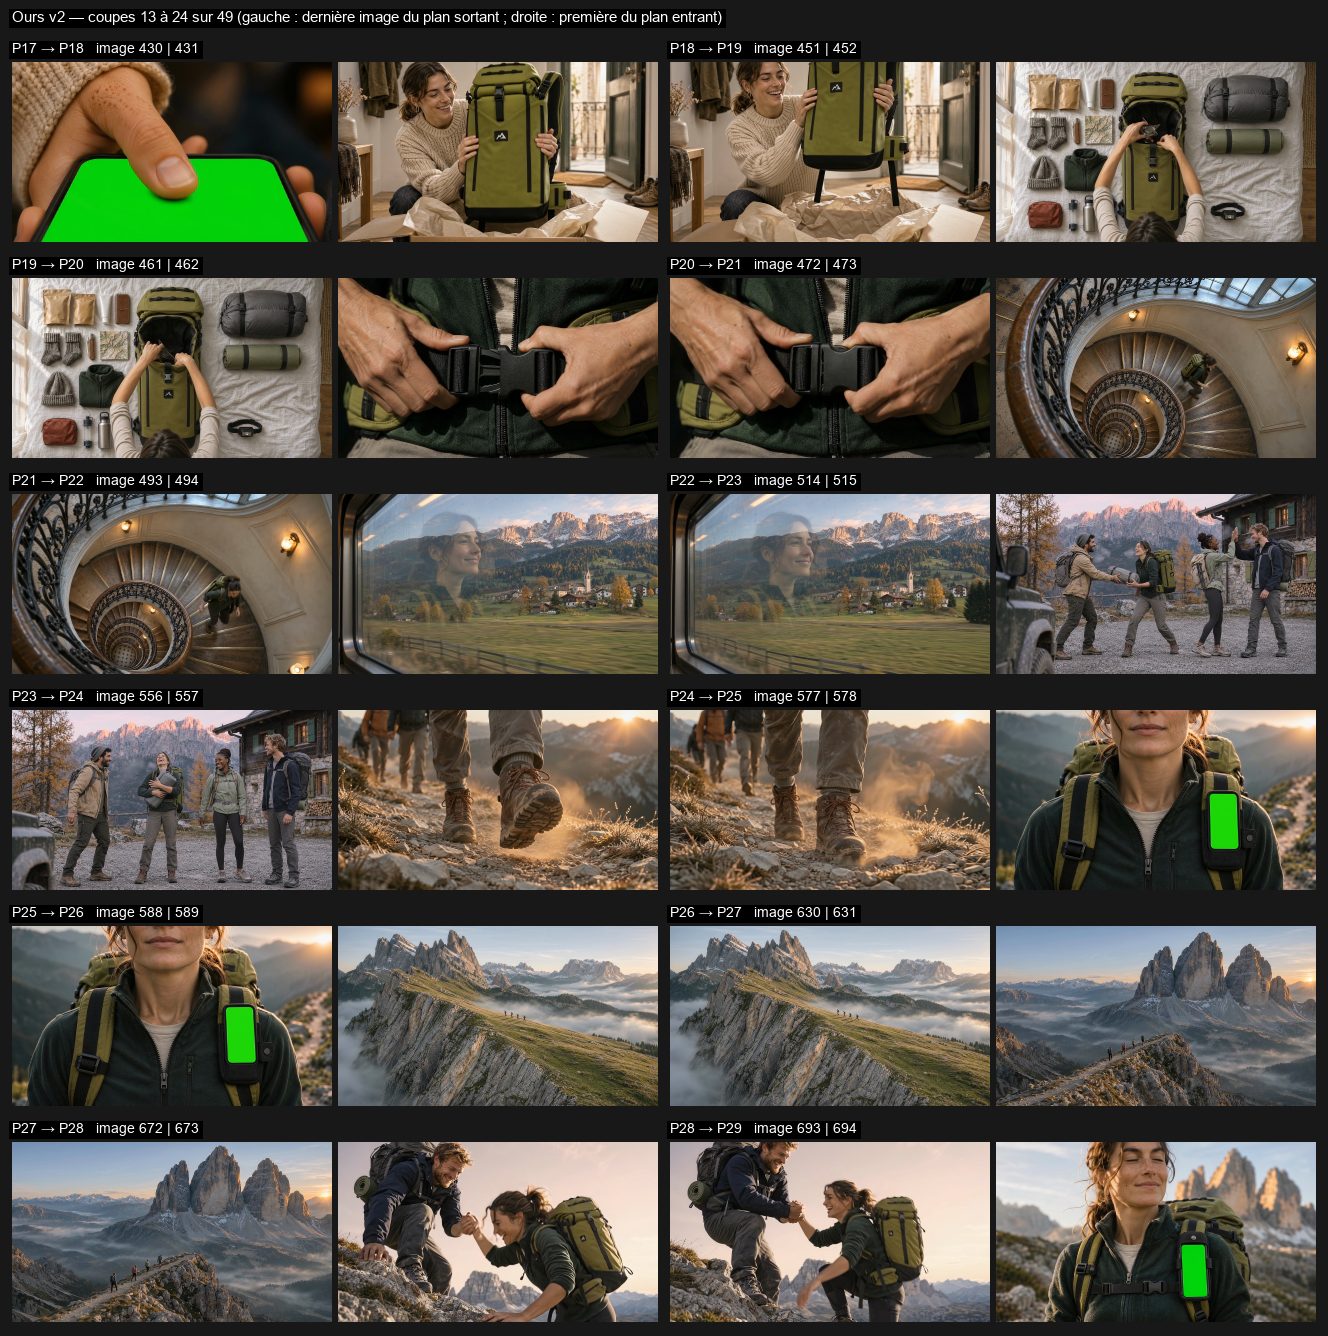 Ours v2 — coupes 13 à 24 sur 49 (gauche : dernière image du plan sortant ; droite : première du plan entrant)
P17 → P18   image 430 | 431
P18 → P19   image 451 | 452
P19 → P20   image 461 | 462
P20 → P21   image 472 | 473
P21 → P22   image 493 | 494
P22 → P23   image 514 | 515
P23 → P24   image 556 | 557
P24 → P25   image 577 | 578
P25 → P26   image 588 | 589
P26 → P27   image 630 | 631
P27 → P28   image 672 | 673
P28 → P29   image 693 | 694